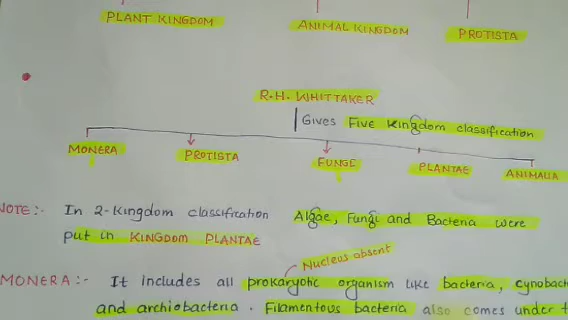 PLANT KINGDOM ANIMAL KINGDOM PROTISTA
R.H. WHITTAKER
Gives Five Kingdom classification
MONERA PROTISTA FUNGI PLANTAE ANIMALIA
NOTE:- In 2-Kingdom classification Algae, Fungi and Bacteria were
put in KINGDOM PLANTAE
Nucleus absent
MONERA:- It includes all prokaryotic organism like bacteria, cynobact
and archiobacteria. Filamentous bacteria also comes under t